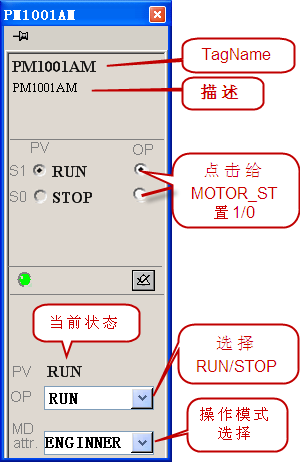 PM1001AM
PM1001AM
TagName
PM1001AM
描述
PV
OP
S1 RUN
S0 STOP
点击给
MOTOR_ST
置1/0
当前状态
PV RUN
OP RUN
选择
RUN/STOP
MD
attr. ENGINNER
操作模式
选择